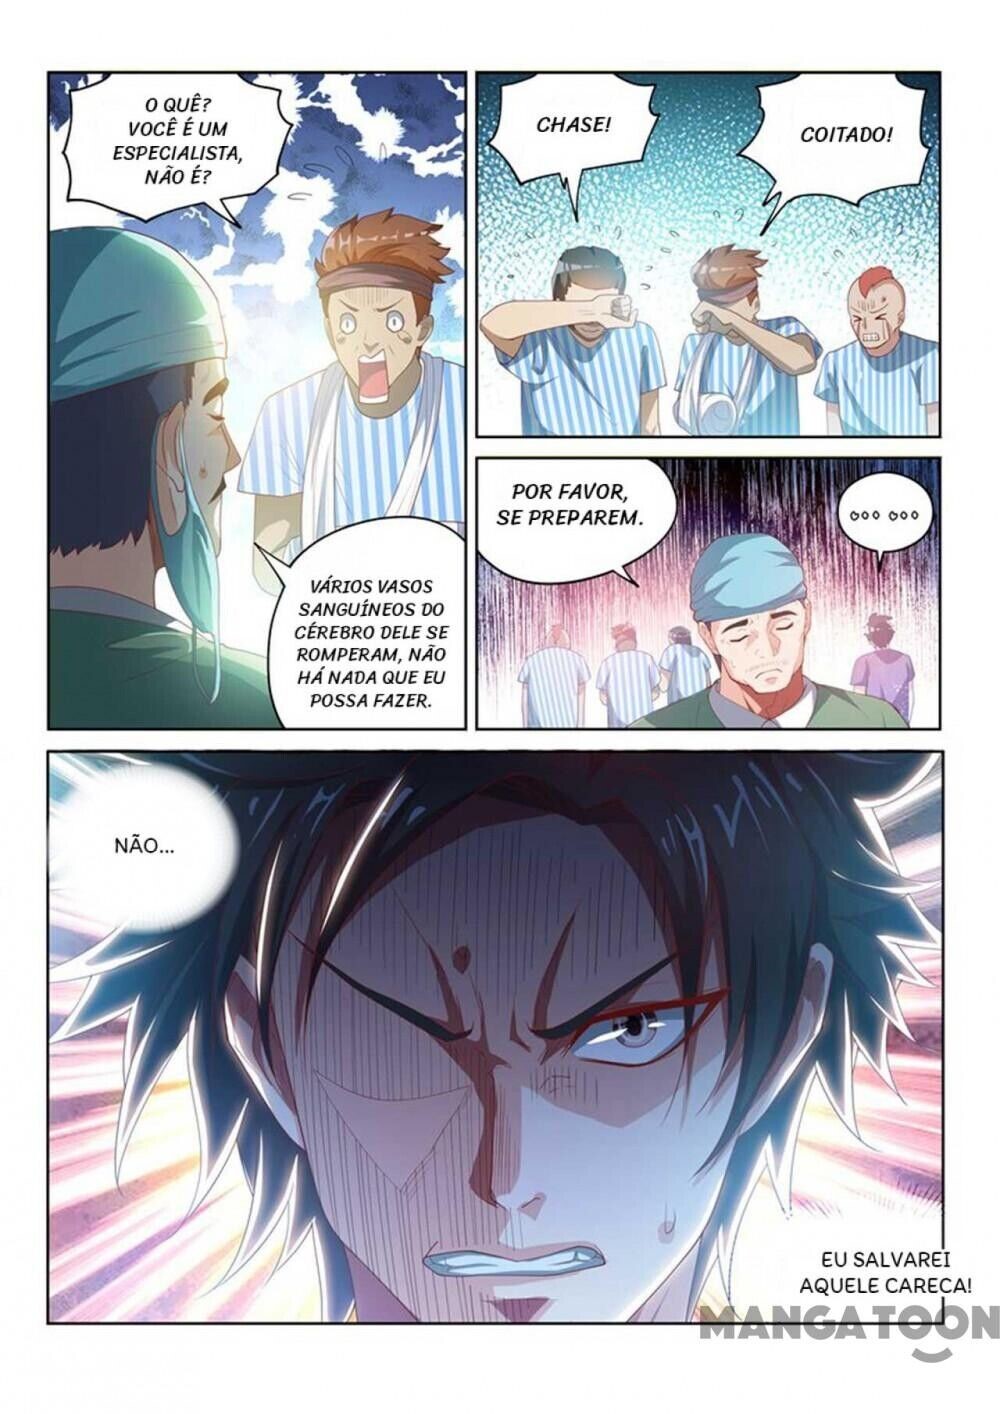 O QUÊ?
VOCÊ É UM
ESPECIALISTA,
NÃO É?
CHASE!
COITADO!
VÁRIOS VASOS
SANGUÍNEOS DO
CÉREBRO DELE SE
ROMPERAM, NÃO
HÁ NADA QUE EU
POSSA FAZER.
POR FAVOR,
SE PREPAREM.
... ...
NÃO...
EU SALVAREI
AQUELE CARECA!
MANGATOON